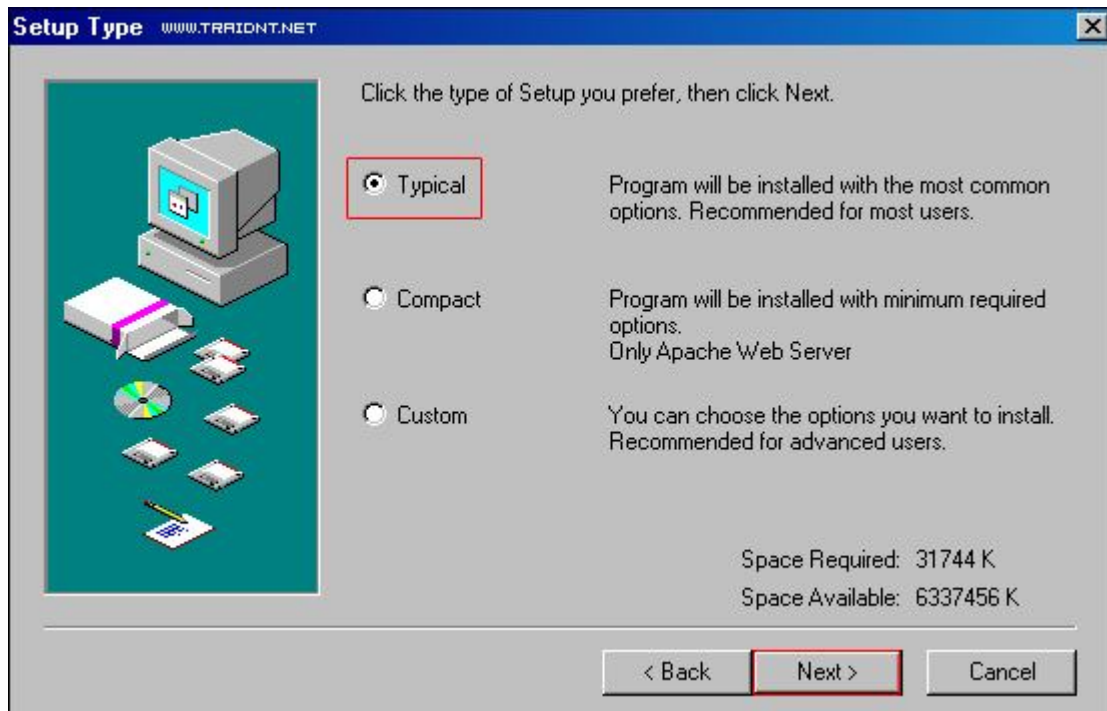 Setup Type WWW.TRAIDNT.NET
Click the type of Setup you prefer, then click Next.
Typical
Program will be installed with the most common
options. Recommended for most users.
Compact
Program will be installed with minimum required
options.
Only Apache Web Server
Custom
You can choose the options you want to install.
Recommended for advanced users.
Space Required: 31744 K
Space Available: 6337456 K
< Back
Next >
Cancel